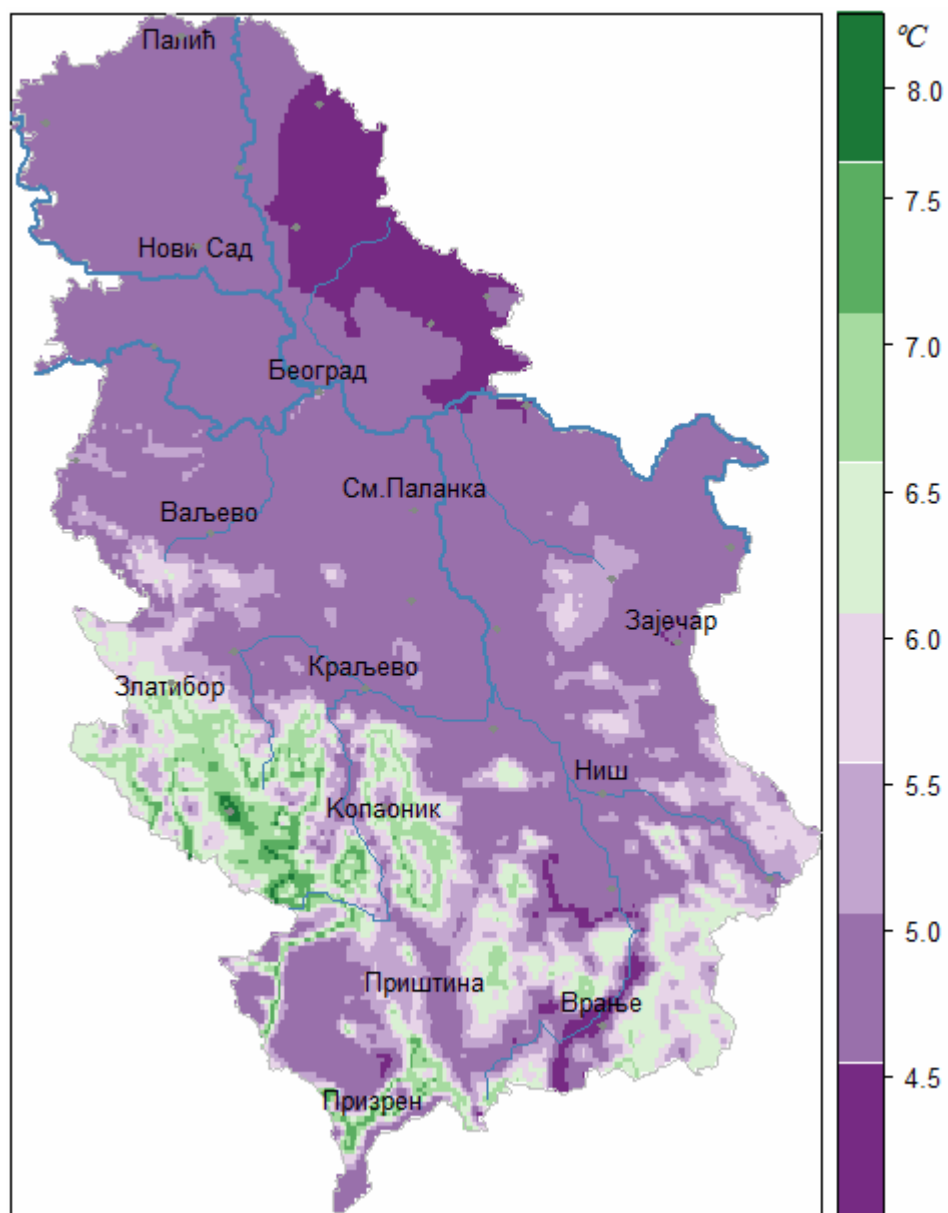 Палић
Нови Сад
Београд
См.Паланка
Ваљево
Зајечар
Краљево
Златибор
Ниш
Копаоник
Приштина
Врање
Призрен
ºC
8.0
7.5
7.0
6.5
6.0
5.5
5.0
4.5